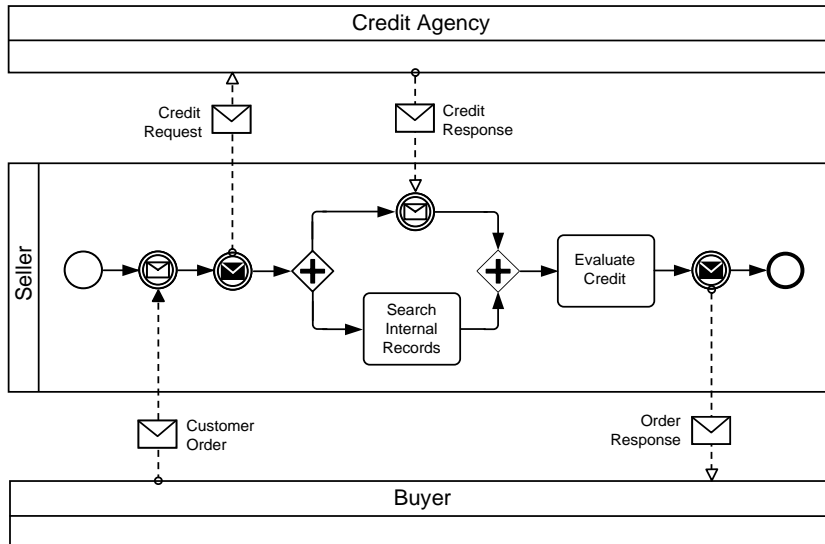 Credit Agency
Credit
Request
Credit
Response
Seller
Search
Internal
Records
Evaluate
Credit
Customer
Order
Order
Response
Buyer